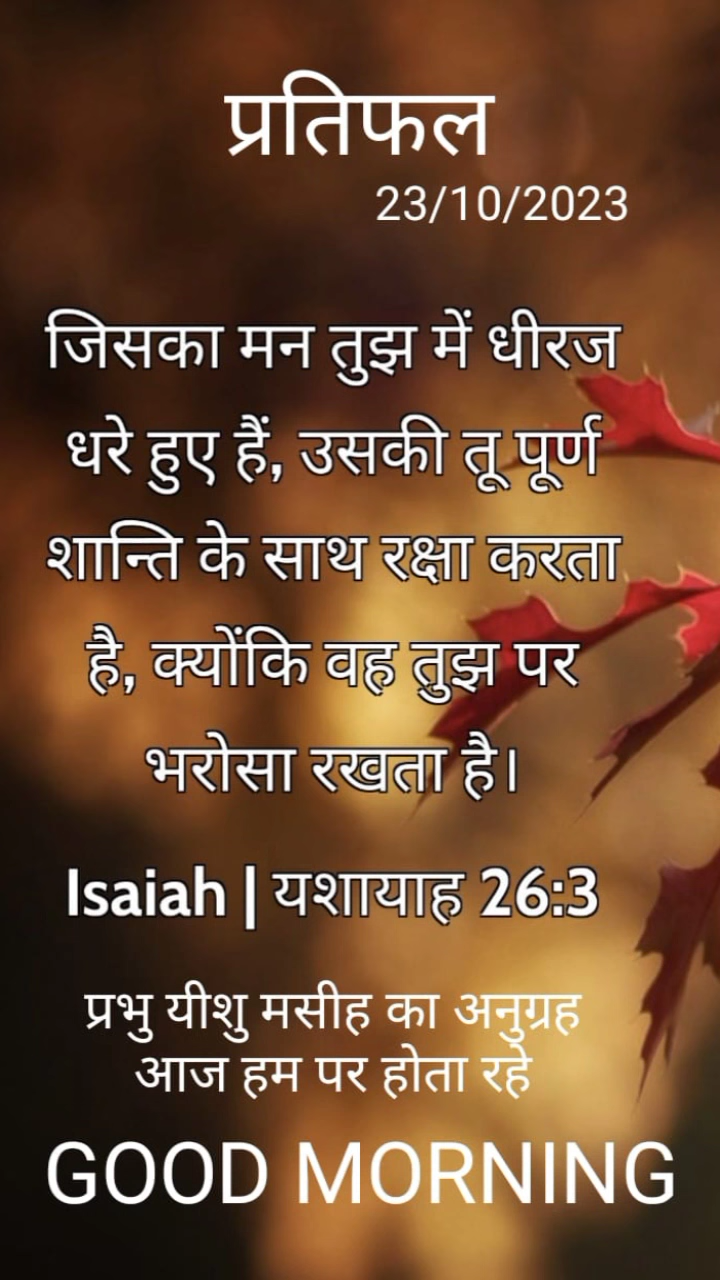 प्रतिफल
23/10/2023
जिसका मन तुझ में धीरज
धरे हुए हैं, उसकी तू पूर्ण
शान्ति के साथ रक्षा करता
है, क्योंकि वह तुझ पर
भरोसा रखता है।
Isaiah | यशायाह 26:3
प्रभु यीशु मसीह का अनुग्रह
आज हम पर होता रहे
GOOD MORNING